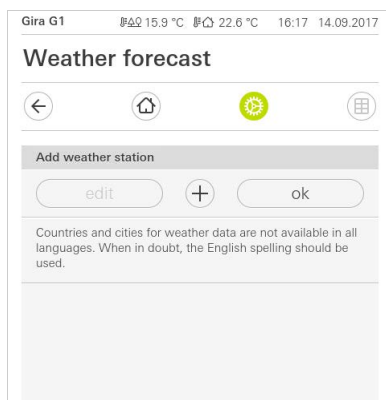 Gira G1 15.9 °C 22.6 °C 16:17 14.09.2017
Weather forecast
Add weather station
edit + ok
Countries and cities for weather data are not available in all
languages. When in doubt, the English spelling should be
used.